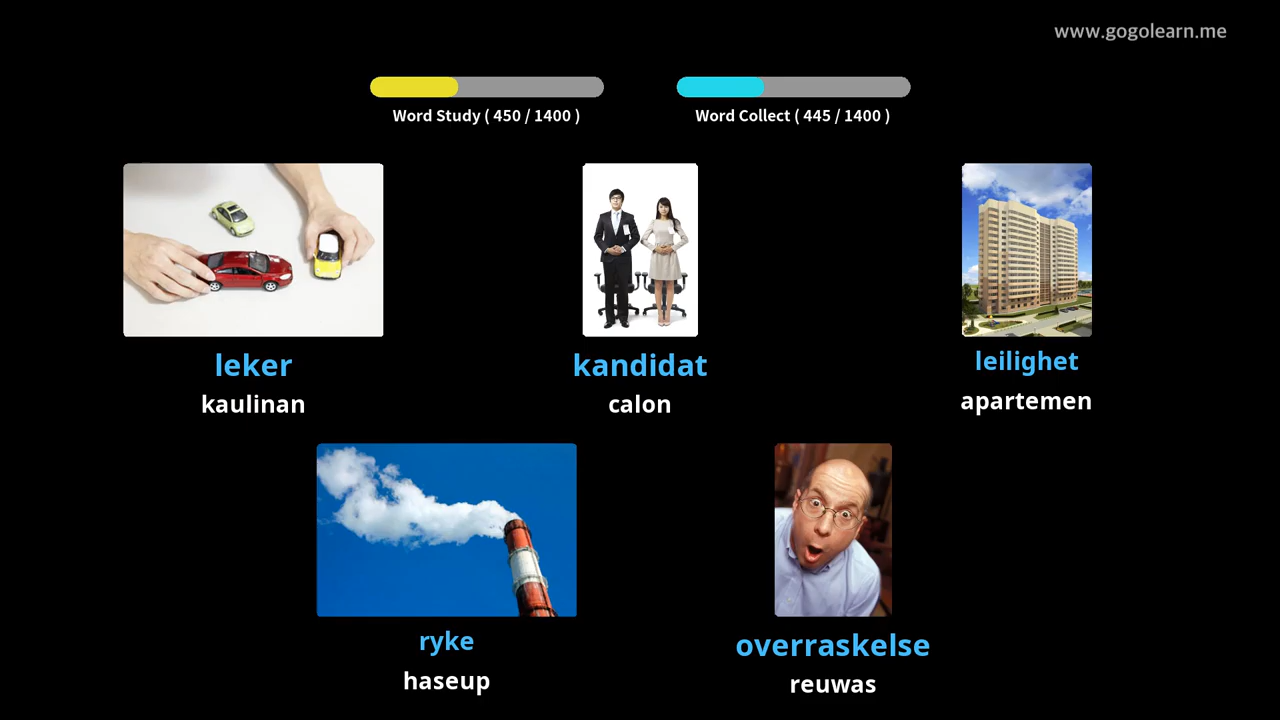 www.gogolearn.me
Word Study ( 450 / 1400 )
Word Collect ( 445 / 1400 )
leker
kaulinan
kandidat
calon
leilighet
apartemen
ryke
haseup
overraskelse
reuwas